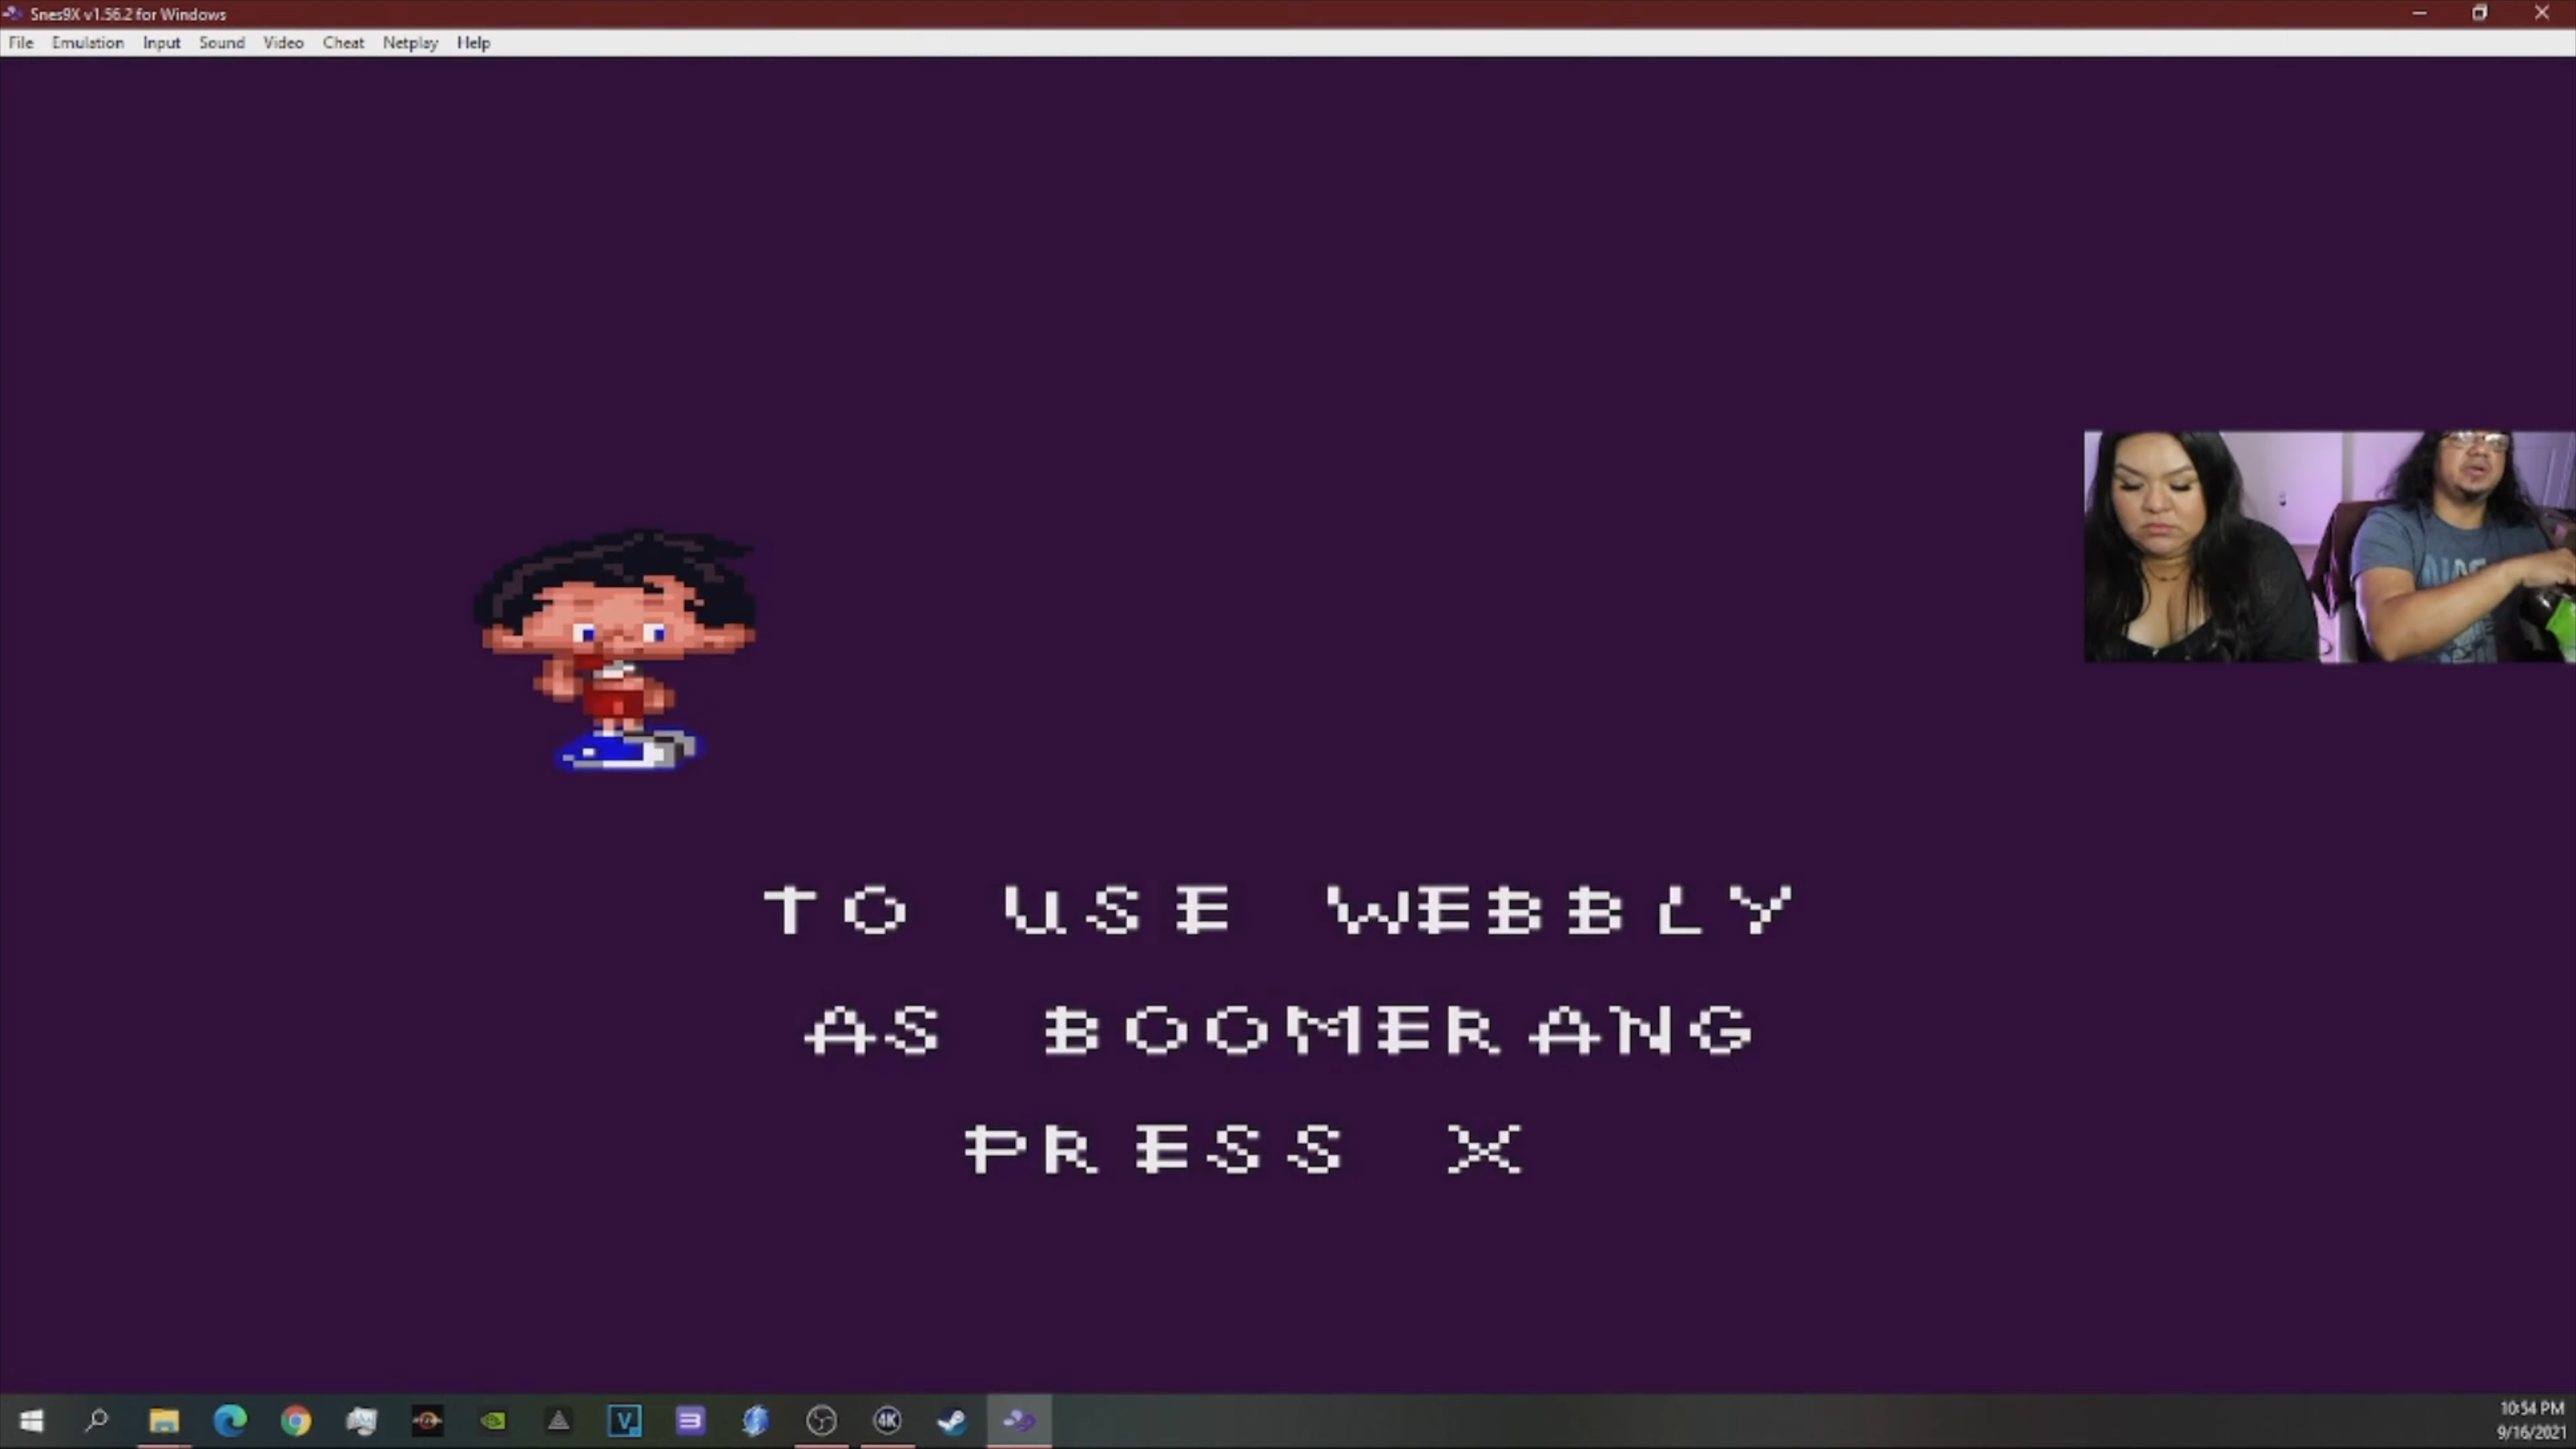 Snes9X v1.56.2 for Windows
File Emulation Input Sound Video Cheat Netplay Help
TO USE WEBBLY
AS BOOMERANG
PRESS X
V
4K
10:54 PM
9/16/2021